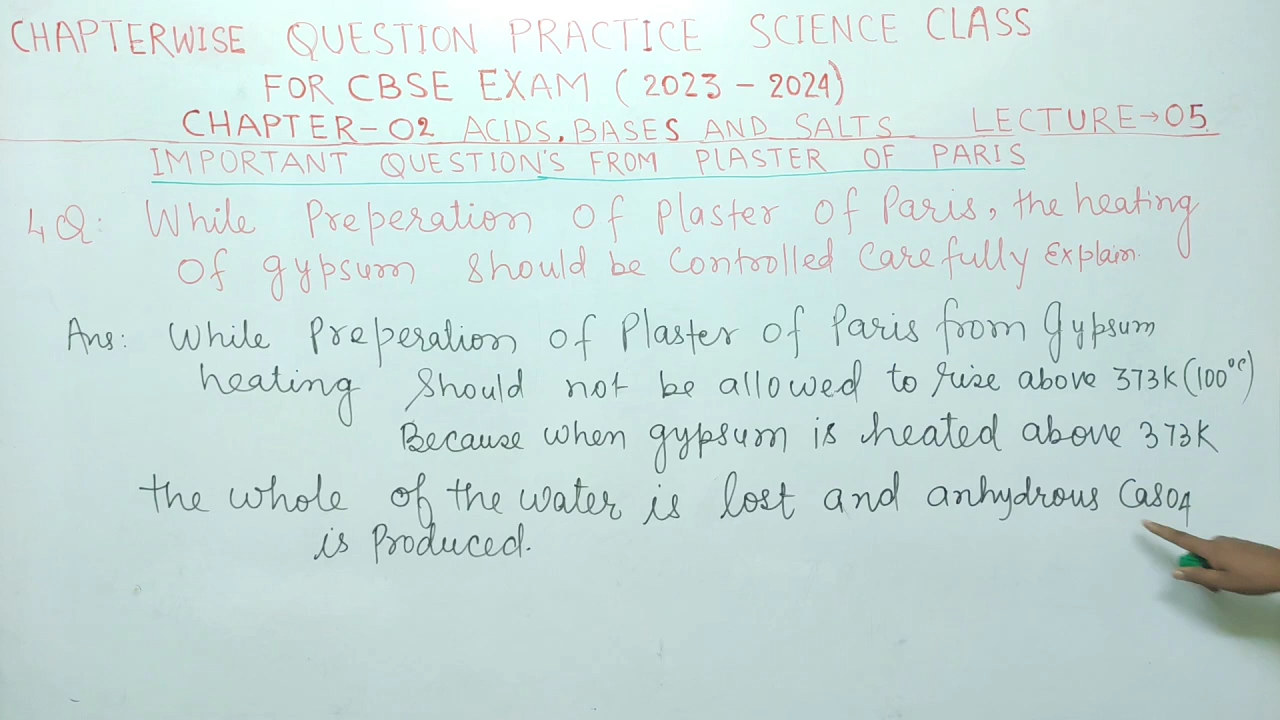 CHAPTERWISE QUESTION PRACTICE SCIENCE CLASS
FOR CBSE EXAM (2023-2024)
CHAPTER-02 ACIDS, BASES AND SALTS LECTURE→05.
IMPORTANT QUESTION'S FROM PLASTER OF PARIS
4Q: While Preperation Of Plaster Of Paris, the heating
Of gypsum Should be Controlled Carefully Explain.
Ans: While Preperation of Plaster of Paris from Gypsum
heating Should not be allowed to rise above 373K(100°C)
Because when gypsum is heated above 373K
the whole of the water is lost and anhydrous CaSO4
is Produced.